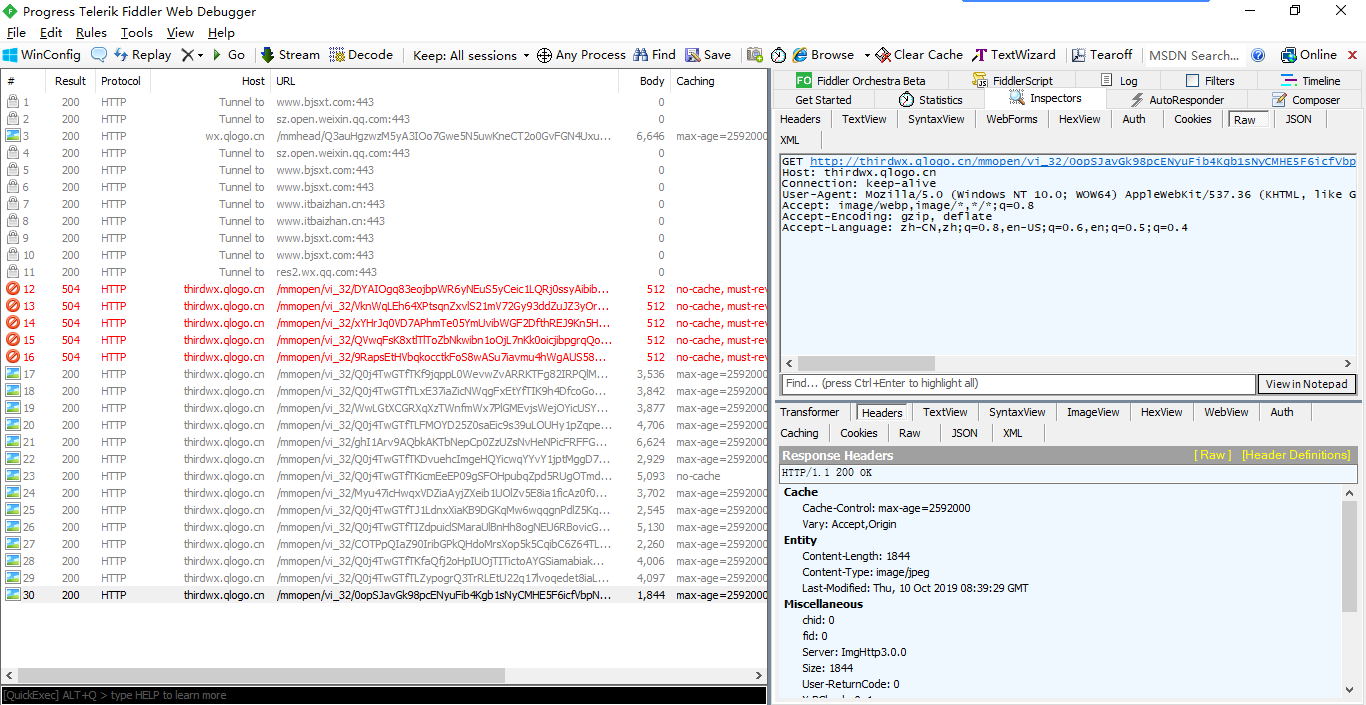 Progress Telerik Fiddler Web Debugger
File Edit Rules Tools View Help
WinConfig Replay Go Stream Decode Keep: All sessions Any Process Find Save Browse Clear Cache TextWizard Tearoff MSDN Search... Online
# Result Protocol Host URL Body Caching
1 200 HTTP Tunnel to www.bjsxt.com:443 0
2 200 HTTP Tunnel to sz.open.weixin.qq.com:443 0
3 200 HTTP wx.qlogo.cn /mmhead/Q3auHgzwzM5yA3IOo7Gwe5N5uwKneCT2o0GvFGN4Uxu... 6,646 max-age=2592000
4 200 HTTP Tunnel to sz.open.weixin.qq.com:443 0
5 200 HTTP Tunnel to www.bjsxt.com:443 0
6 200 HTTP Tunnel to www.bjsxt.com:443 0
7 200 HTTP Tunnel to www.itbaizhan.cn:443 0
8 200 HTTP Tunnel to www.itbaizhan.cn:443 0
9 200 HTTP Tunnel to www.bjsxt.com:443 0
10 200 HTTP Tunnel to www.bjsxt.com:443 0
11 200 HTTP Tunnel to res2.wx.qq.com:443 0
12 504 HTTP thirdwx.qlogo.cn /mmopen/vi_32/DYAIOgq83eojbpWR6yNEuS5yCeic1LQRj0ssyAibib... 512 no-cache, must-rev
13 504 HTTP thirdwx.qlogo.cn /mmopen/vi_32/VknWqLEh64XPtsqnZxvlS21mV72Gy93ddZuJZ3yOr... 512 no-cache, must-rev
14 504 HTTP thirdwx.qlogo.cn /mmopen/vi_32/xYHrJq0VD7APhmTe05YmUvibWGF2DfthREJ9Kn5H... 512 no-cache, must-rev
15 504 HTTP thirdwx.qlogo.cn /mmopen/vi_32/QVwqFsK8xtlTlToZbNkwibn1oOjL7nKk0oicjibpgrqQo... 512 no-cache, must-rev
16 504 HTTP thirdwx.qlogo.cn /mmopen/vi_32/9RapsEtHVbqkocctkFoS8wASu7iavmu4hWgAUS58... 512 no-cache, must-rev
17 200 HTTP thirdwx.qlogo.cn /mmopen/vi_32/Q0j4TwGTfTKf9jqppL0WevwZvARRKTFg82IRPQlM... 3,536 max-age=2592000
18 200 HTTP thirdwx.qlogo.cn /mmopen/vi_32/Q0j4TwGTfTLxE37iaZicNWqgFxEtYfTIK9h4DfcoGo... 3,842 max-age=2592000
19 200 HTTP thirdwx.qlogo.cn /mmopen/vi_32/WwLGtXCGRXqXzTWnfmWx7PlGMEvjsWejOYicUSY... 3,877 max-age=2592000
20 200 HTTP thirdwx.qlogo.cn /mmopen/vi_32/Q0j4TwGTfTLFMOYD25Z0saEic9s39uLOUHy1pZqpe... 4,706 max-age=2592000
21 200 HTTP thirdwx.qlogo.cn /mmopen/vi_32/ghI1Arv9AQbkAKTbNepCp0ZzUZsNvHeNPicFRFFG... 6,624 max-age=2592000
22 200 HTTP thirdwx.qlogo.cn /mmopen/vi_32/Q0j4TwGTfTKDvuehcImgeHQYicwqYYvY1jptMggD7... 2,929 max-age=2592000
23 200 HTTP thirdwx.qlogo.cn /mmopen/vi_32/Q0j4TwGTfTKicmEeEP09gSFOHpubqZpd5RUgOTmd... 5,093 no-cache
24 200 HTTP thirdwx.qlogo.cn /mmopen/vi_32/Myu47icHwqxVDZiaAyjZXeib1UOlZv5E8ia1ficAz0f0... 3,702 max-age=2592000
25 200 HTTP thirdwx.qlogo.cn /mmopen/vi_32/Q0j4TwGTfTJ1LdnxXiaKB9DGKqMw6wqqgnPdlZ5Kq... 2,545 max-age=2592000
26 200 HTTP thirdwx.qlogo.cn /mmopen/vi_32/Q0j4TwGTfTIZdpuicISMaraUlBnHh8ogNEU6RBovicG... 5,130 max-age=2592000
27 200 HTTP thirdwx.qlogo.cn /mmopen/vi_32/COTPpQIaZ90IribGPkQHdoMrsXop5k5CqibC6Z64TL... 2,260 max-age=2592000
28 200 HTTP thirdwx.qlogo.cn /mmopen/vi_32/Q0j4TwGTfTKfaQfj2oHpIUOjTITictoAYGSiamabiak... 4,006 max-age=2592000
29 200 HTTP thirdwx.qlogo.cn /mmopen/vi_32/Q0j4TwGTfTLZypogrQ3TrRLEtU22q17lvoqedet8iaL... 4,097 max-age=2592000
30 200 HTTP thirdwx.qlogo.cn /mmopen/vi_32/0opSJavGk98pcENyuFib4Kgb1sNyCMHE5F6icfVbpN... 1,844 max-age=2592000
[QuickExec] ALT+Q > type HELP to learn more
FO Fiddler Orchestra Beta FiddlerScript Log Filters Timeline
Get Started Statistics Inspectors AutoResponder Composer
Headers TextView SyntaxView WebForms HexView Auth Cookies Raw JSON
XML
GET http://thirdwx.qlogo.cn/mmopen/vi_32/0opSJavGk98pcENyuFib4Kgb1sNyCMHE5F6icfVbp
Host: thirdwx.qlogo.cn
Connection: keep-alive
User-Agent: Mozilla/5.0 (Windows NT 10.0; WOW64) AppleWebKit/537.36 (KHTML, like G
Accept: image/webp,image/*,*/*;q=0.8
Accept-Encoding: gzip, deflate
Accept-Language: zh-CN,zh;q=0.8,en-US;q=0.6,en;q=0.5;q=0.4
Find... (press Ctrl+Enter to highlight all) View in Notepad
Transformer Headers TextView SyntaxView ImageView HexView WebView Auth
Caching Cookies Raw JSON XML
Response Headers [ Raw ] [Header Definitions]
HTTP/1.1 200 OK
Cache
Cache-Control: max-age=2592000
Vary: Accept,Origin
Entity
Content-Length: 1844
Content-Type: image/jpeg
Last-Modified: Thu, 10 Oct 2019 08:39:29 GMT
Miscellaneous
chid: 0
fid: 0
Server: ImgHttp3.0.0
Size: 1844
User-ReturnCode: 0